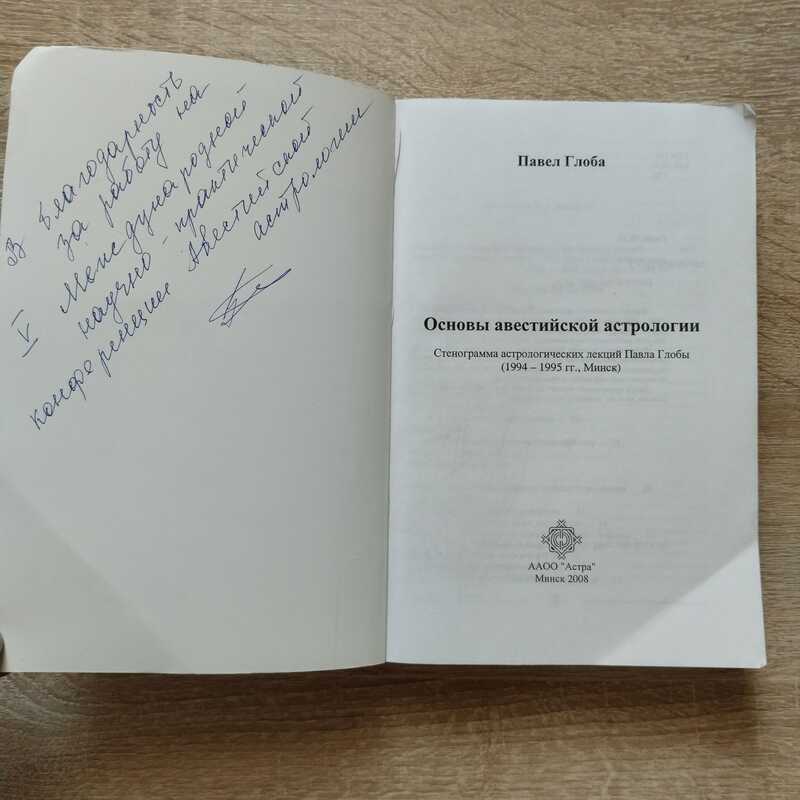 В благодарность
за работу на
V Международной
научно-практической
конференции Авестийской
астрологии
Павел Глоба
Основы авестийской астрологии
Стенограмма астрологических лекций Павла Глобы
(1994 – 1995 гг., Минск)
ААОО "Астра"
Минск 2008